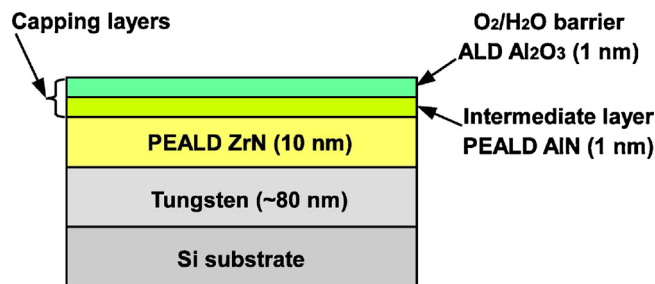 Capping layers
O₂/H₂O barrier
ALD Al₂O₃ (1 nm)
Intermediate layer
PEALD AlN (1 nm)
PEALD ZrN (10 nm)
Tungsten (~80 nm)
Si substrate